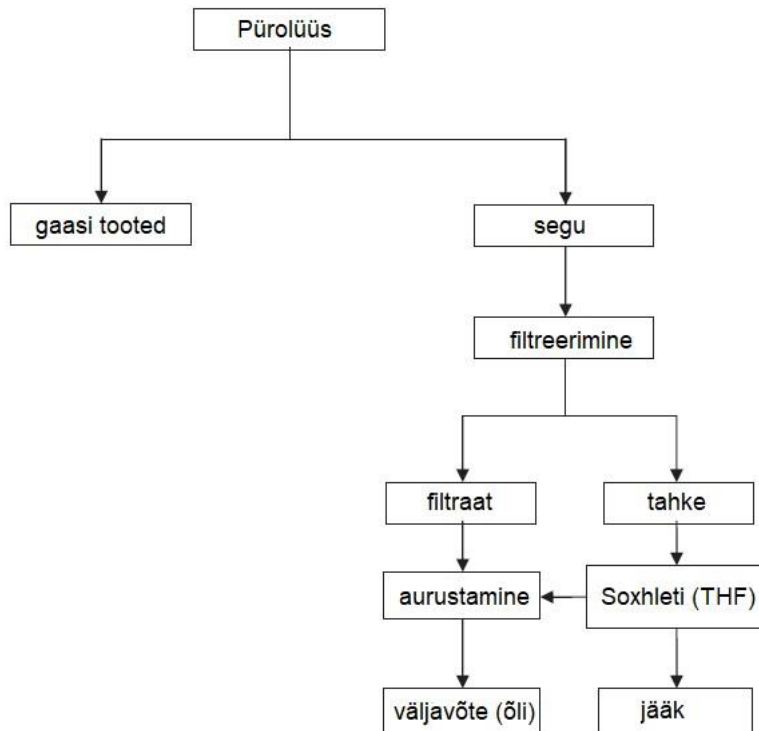 Pürolüüs
gaasi tooted
segu
filtreerimine
filtraat
tahke
aurustamine
Soxhleti (THF)
väljavõte (õli)
jääk